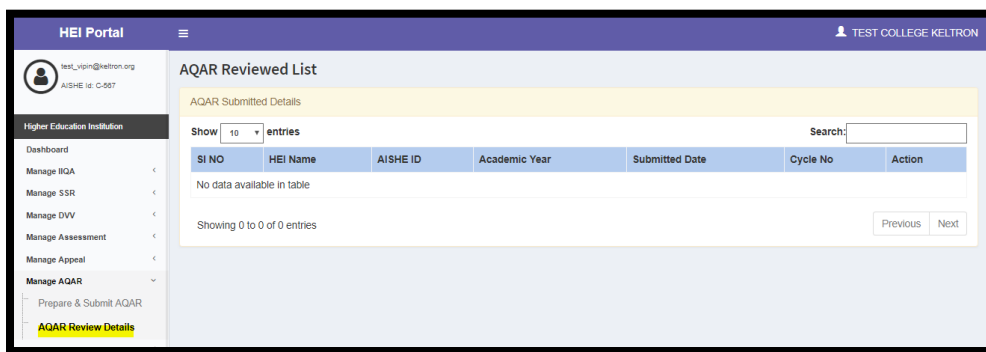 HEI Portal
TEST COLLEGE KELTRON
test_vipin@keltron.org
AISHE Id: C-567
Higher Education Institution
Dashboard
Manage IIQA
Manage SSR
Manage DVV
Manage Assessment
Manage Appeal
Manage AQAR
Prepare & Submit AQAR
AQAR Review Details
AQAR Reviewed List
AQAR Submitted Details
Show 10 entries Search:
SI NO HEI Name AISHE ID Academic Year Submitted Date Cycle No Action
No data available in table
Showing 0 to 0 of 0 entries Previous Next